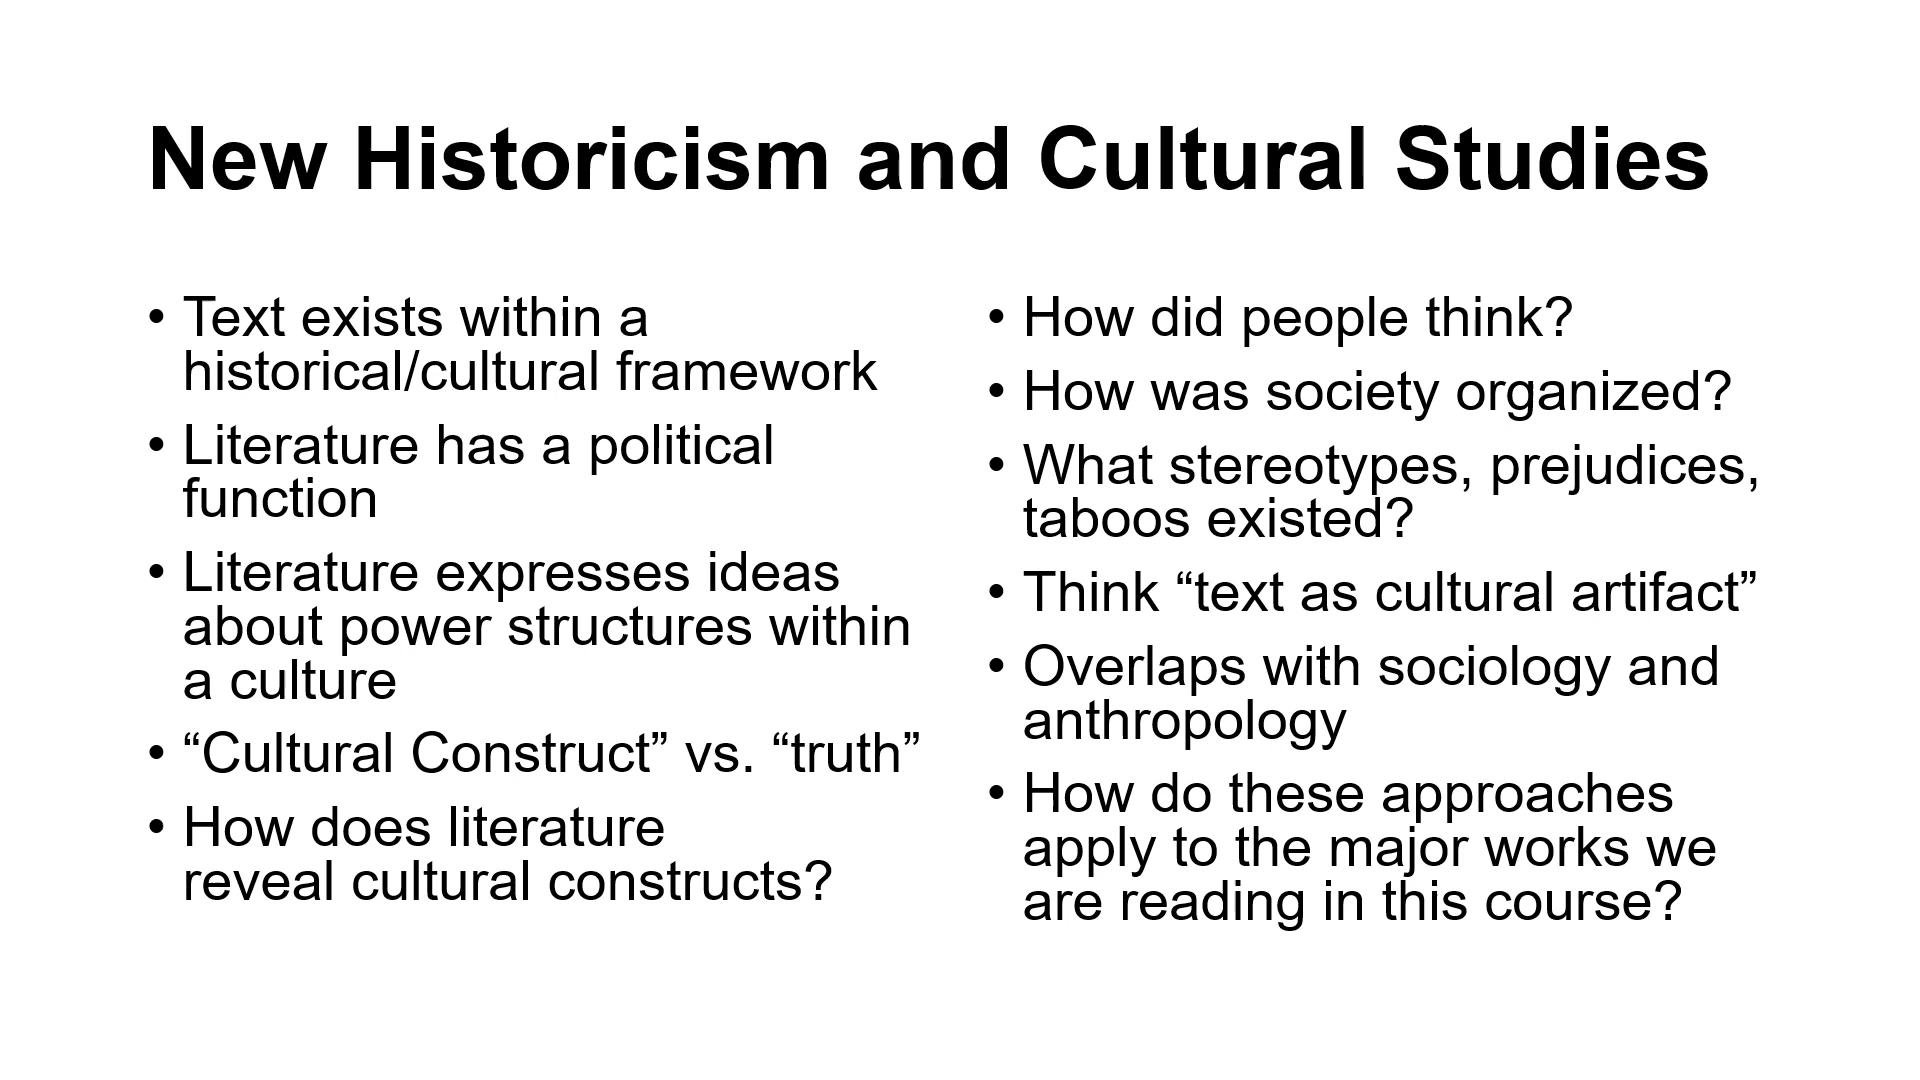 New Historicism and Cultural Studies
• Text exists within a
historical/cultural framework
• Literature has a political
function
• Literature expresses ideas
about power structures within
a culture
• “Cultural Construct” vs. “truth”
• How does literature
reveal cultural constructs?
• How did people think?
• How was society organized?
• What stereotypes, prejudices,
taboos existed?
• Think “text as cultural artifact”
• Overlaps with sociology and
anthropology
• How do these approaches
apply to the major works we
are reading in this course?